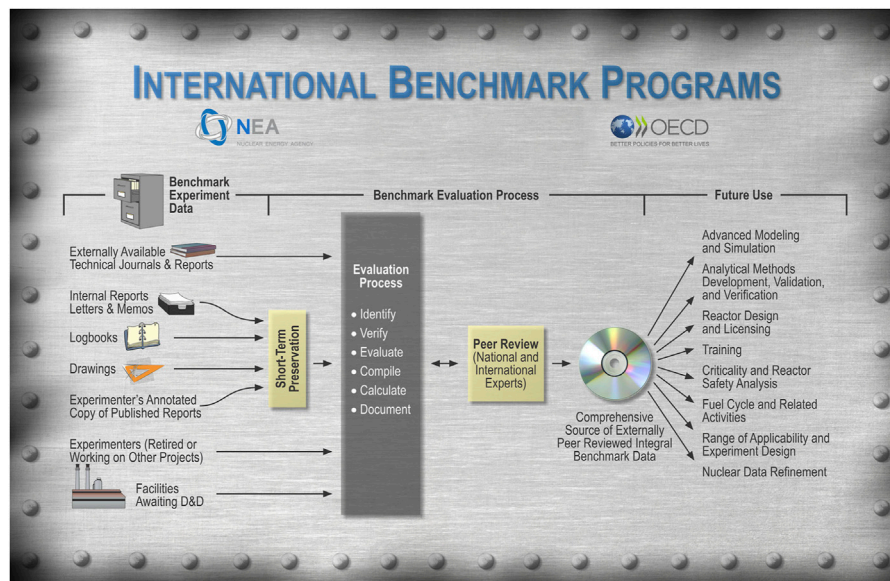 INTERNATIONAL BENCHMARK PROGRAMS
NEA
NUCLEAR ENERGY AGENCY
OECD
BETTER POLICIES FOR BETTER LIVES
Benchmark
Experiment
Data
Benchmark Evaluation Process
Future Use
Externally Available
Technical Journals & Reports
Internal Reports
Letters & Memos
Logbooks
Drawings
Experimenter's Annotated
Copy of Published Reports
Experimenters (Retired or
Working on Other Projects)
Facilities
Awaiting D&D
Short-Term
Preservation
Evaluation
Process
• Identify
• Verify
• Evaluate
• Compile
• Calculate
• Document
Peer Review
(National and
International
Experts)
Comprehensive
Source of Externally
Peer Reviewed Integral
Benchmark Data
Advanced Modeling
and Simulation
Analytical Methods
Development, Validation,
and Verification
Reactor Design
and Licensing
Training
Criticality and Reactor
Safety Analysis
Fuel Cycle and Related
Activities
Range of Applicability and
Experiment Design
Nuclear Data Refinement